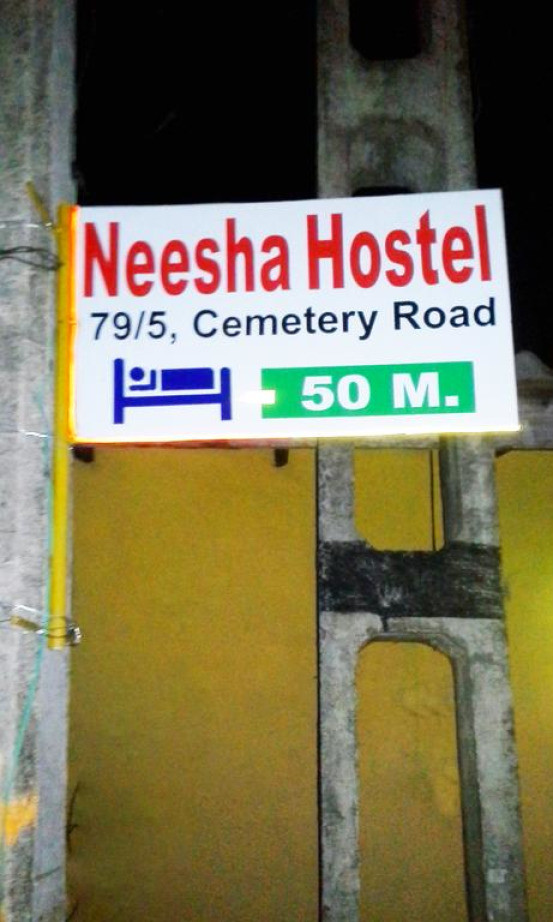 Neesha Hostel
79/5, Cemetery Road
50 M.